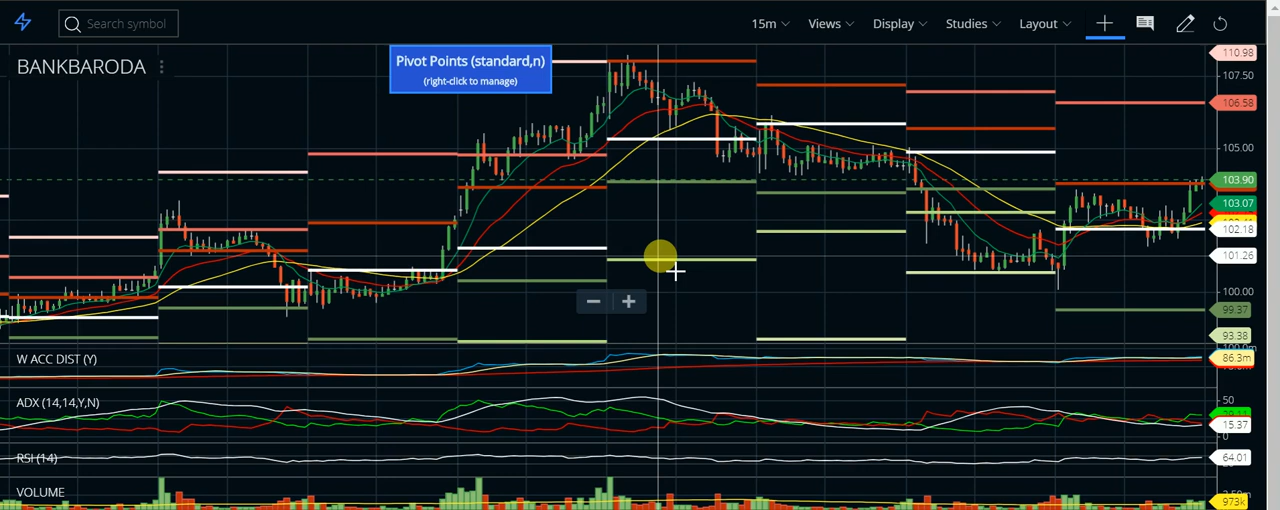 Search symbol
15m Views Display Studies Layout
BANKBARODA
Pivot Points (standard,n)
(right-click to manage)
110.98
107.50
106.58
105.00
103.90
103.07
102.18
101.26
100.00
99.37
93.38
W ACC DIST (Y)
86.3m
ADX (14,14,Y,N)
50
15.37
0
RSI (14)
64.01
VOLUME
973k